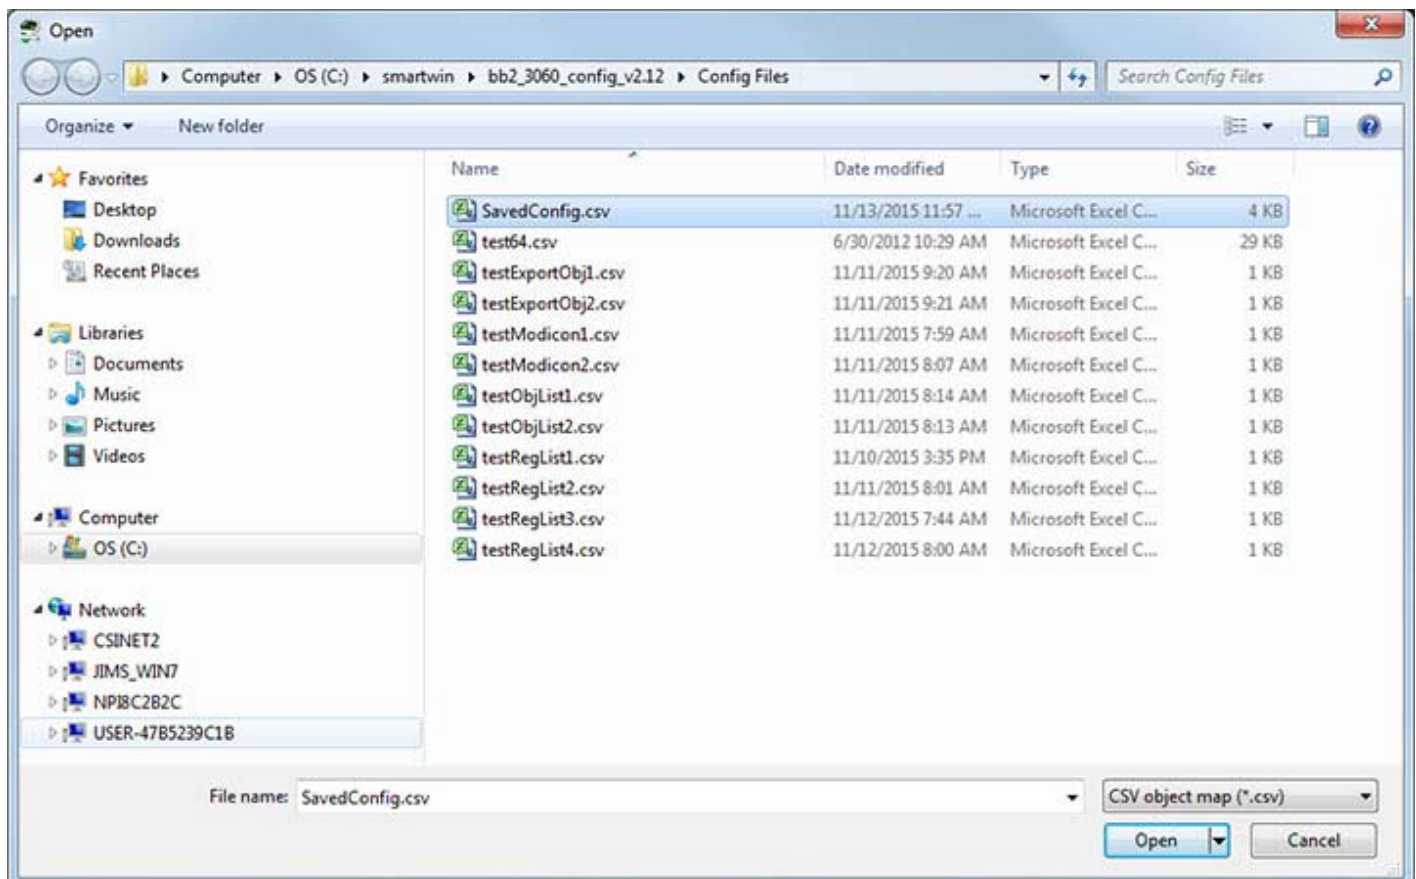 Open
Computer ▸ OS (C:) ▸ smartwin ▸ bb2_3060_config_v2.12 ▸ Config Files
Search Config Files
Organize New folder
Name Date modified Type Size
Favorites
Desktop
Downloads
Recent Places
Libraries
Documents
Music
Pictures
Videos
Computer
OS (C:)
Network
CSINET2
JIMS_WIN7
NPI8C2B2C
USER-47B5239C1B
SavedConfig.csv 11/13/2015 11:57 ... Microsoft Excel C... 4 KB
test64.csv 6/30/2012 10:29 AM Microsoft Excel C... 29 KB
testExportObj1.csv 11/11/2015 9:20 AM Microsoft Excel C... 1 KB
testExportObj2.csv 11/11/2015 9:21 AM Microsoft Excel C... 1 KB
testModicon1.csv 11/11/2015 7:59 AM Microsoft Excel C... 1 KB
testModicon2.csv 11/11/2015 8:07 AM Microsoft Excel C... 1 KB
testObjList1.csv 11/11/2015 8:14 AM Microsoft Excel C... 1 KB
testObjList2.csv 11/11/2015 8:13 AM Microsoft Excel C... 1 KB
testRegList1.csv 11/10/2015 3:35 PM Microsoft Excel C... 1 KB
testRegList2.csv 11/11/2015 8:01 AM Microsoft Excel C... 1 KB
testRegList3.csv 11/12/2015 7:44 AM Microsoft Excel C... 1 KB
testRegList4.csv 11/12/2015 8:00 AM Microsoft Excel C... 1 KB
File name: SavedConfig.csv CSV object map (*.csv)
Open Cancel